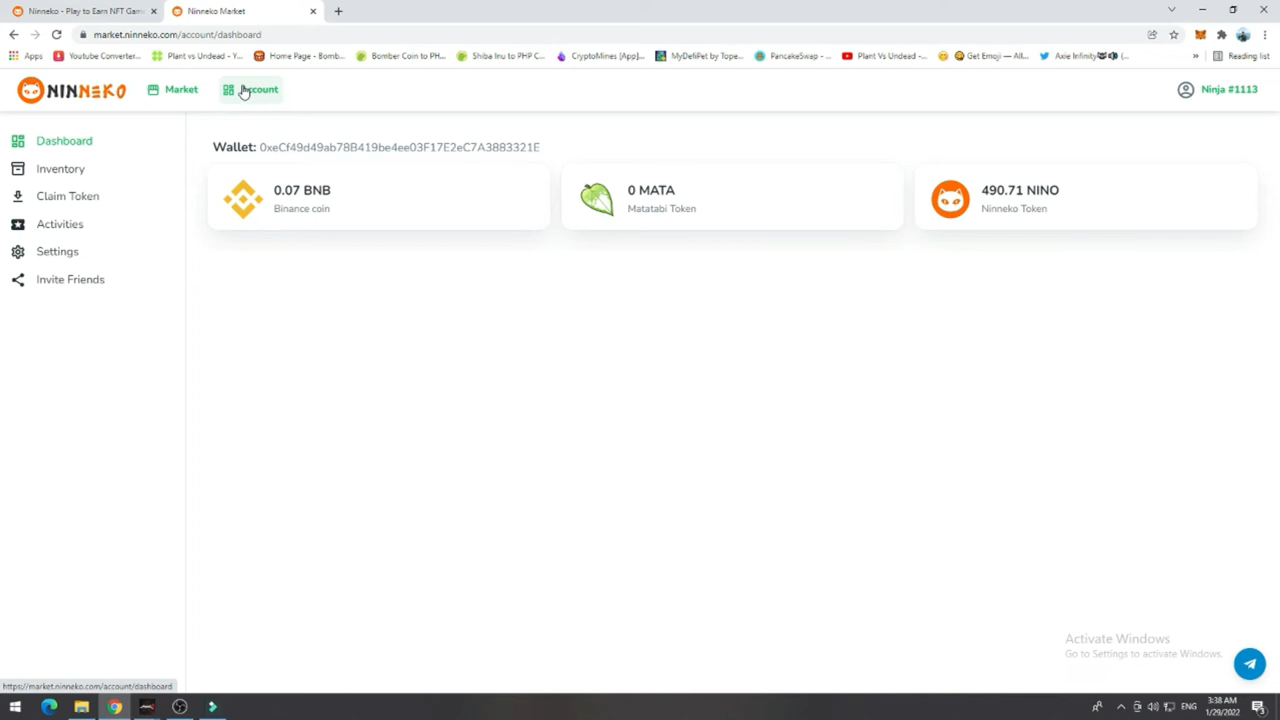 Ninneko - Play to Earn NFT Gam
Ninneko Market
market.ninneko.com/account/dashboard
Apps
Youtube Converter...
Plant vs Undead - Y...
Home Page - Bomb...
Bomber Coin to PH...
Shiba Inu to PHP C...
CryptoMines [App]...
MyDefiPet by Tope...
PancakeSwap - ...
Plant Vs Undead -...
Get Emoji — All...
Axie Infinity
Reading list
NINNEKO
Market
Account
Ninja #1113
Dashboard
Inventory
Claim Token
Activities
Settings
Invite Friends
Wallet: 0xeCf49d49ab78B419be4ee03F17E2eC7A3883321E
0.07 BNB
Binance coin
0 MATA
Matatabi Token
490.71 NINO
Ninneko Token
Activate Windows
Go to Settings to activate Windows.
https://market.ninneko.com/account/dashboard
ENG
3:38 AM
1/29/2022